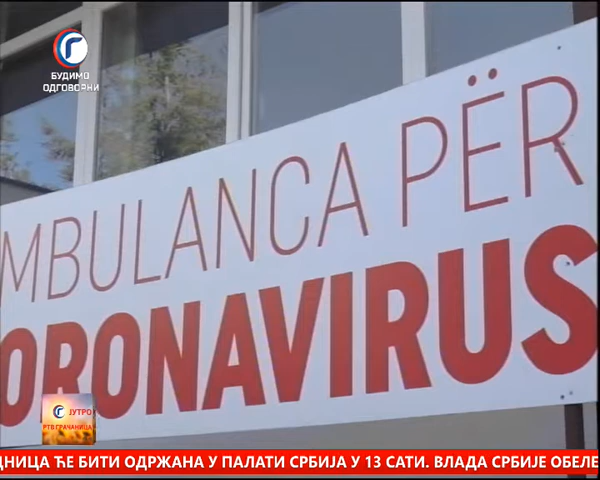 БУДИМО
ОДГОВОРНИ
MBULANCA PËR
ORONAVIRUS
ЈУТРО
РТВ ГРАЧАНИЦА
ДНИЦА ЋЕ БИТИ ОДРЖАНА У ПАЛАТИ СРБИЈА У 13 САТИ. ВЛАДА СРБИЈЕ ОБЕЛЕ